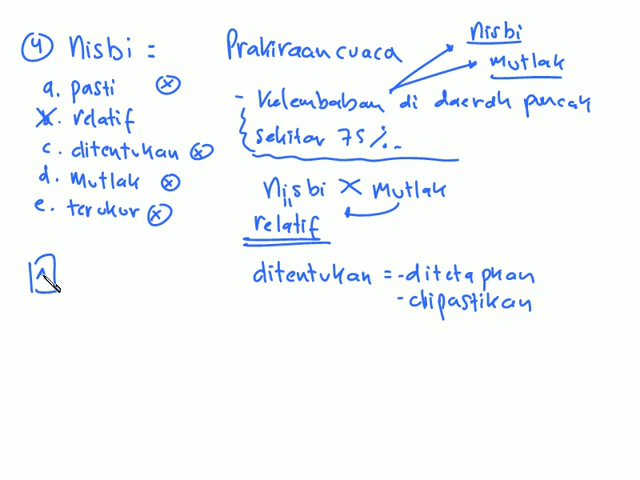 ④ Nisbi =
a. pasti ⓧ
b. relatif
c. ditentukan ⓧ
d. Mutlak ⓧ
e. terukur ⓧ
Prakiraan cuaca
Nisbi
Mutlak
- Kelembaban di daerah puncak
sekitar 75 %.
Nisbi X Mutlak
relatif
ditentukan = - ditetapkan
- dipastikan